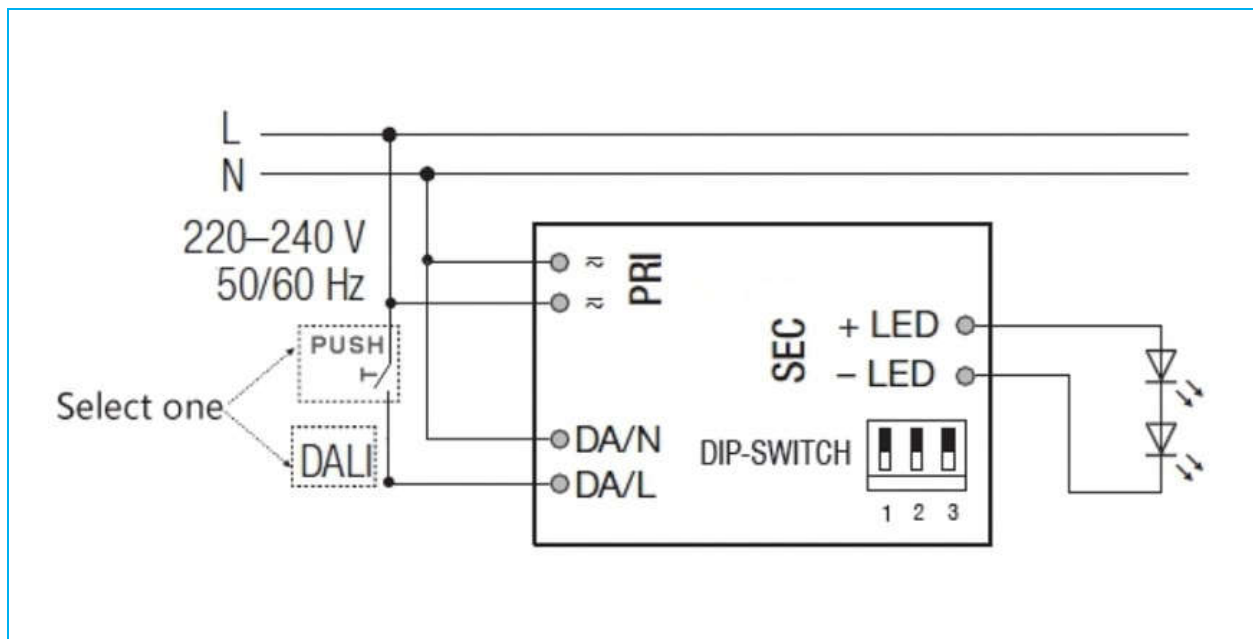 L
N
220–240 V
50/60 Hz
PUSH
Select one
DALI
≂ PRI
≂
DA/N
DA/L
SEC
+ LED
– LED
DIP-SWITCH
1 2 3